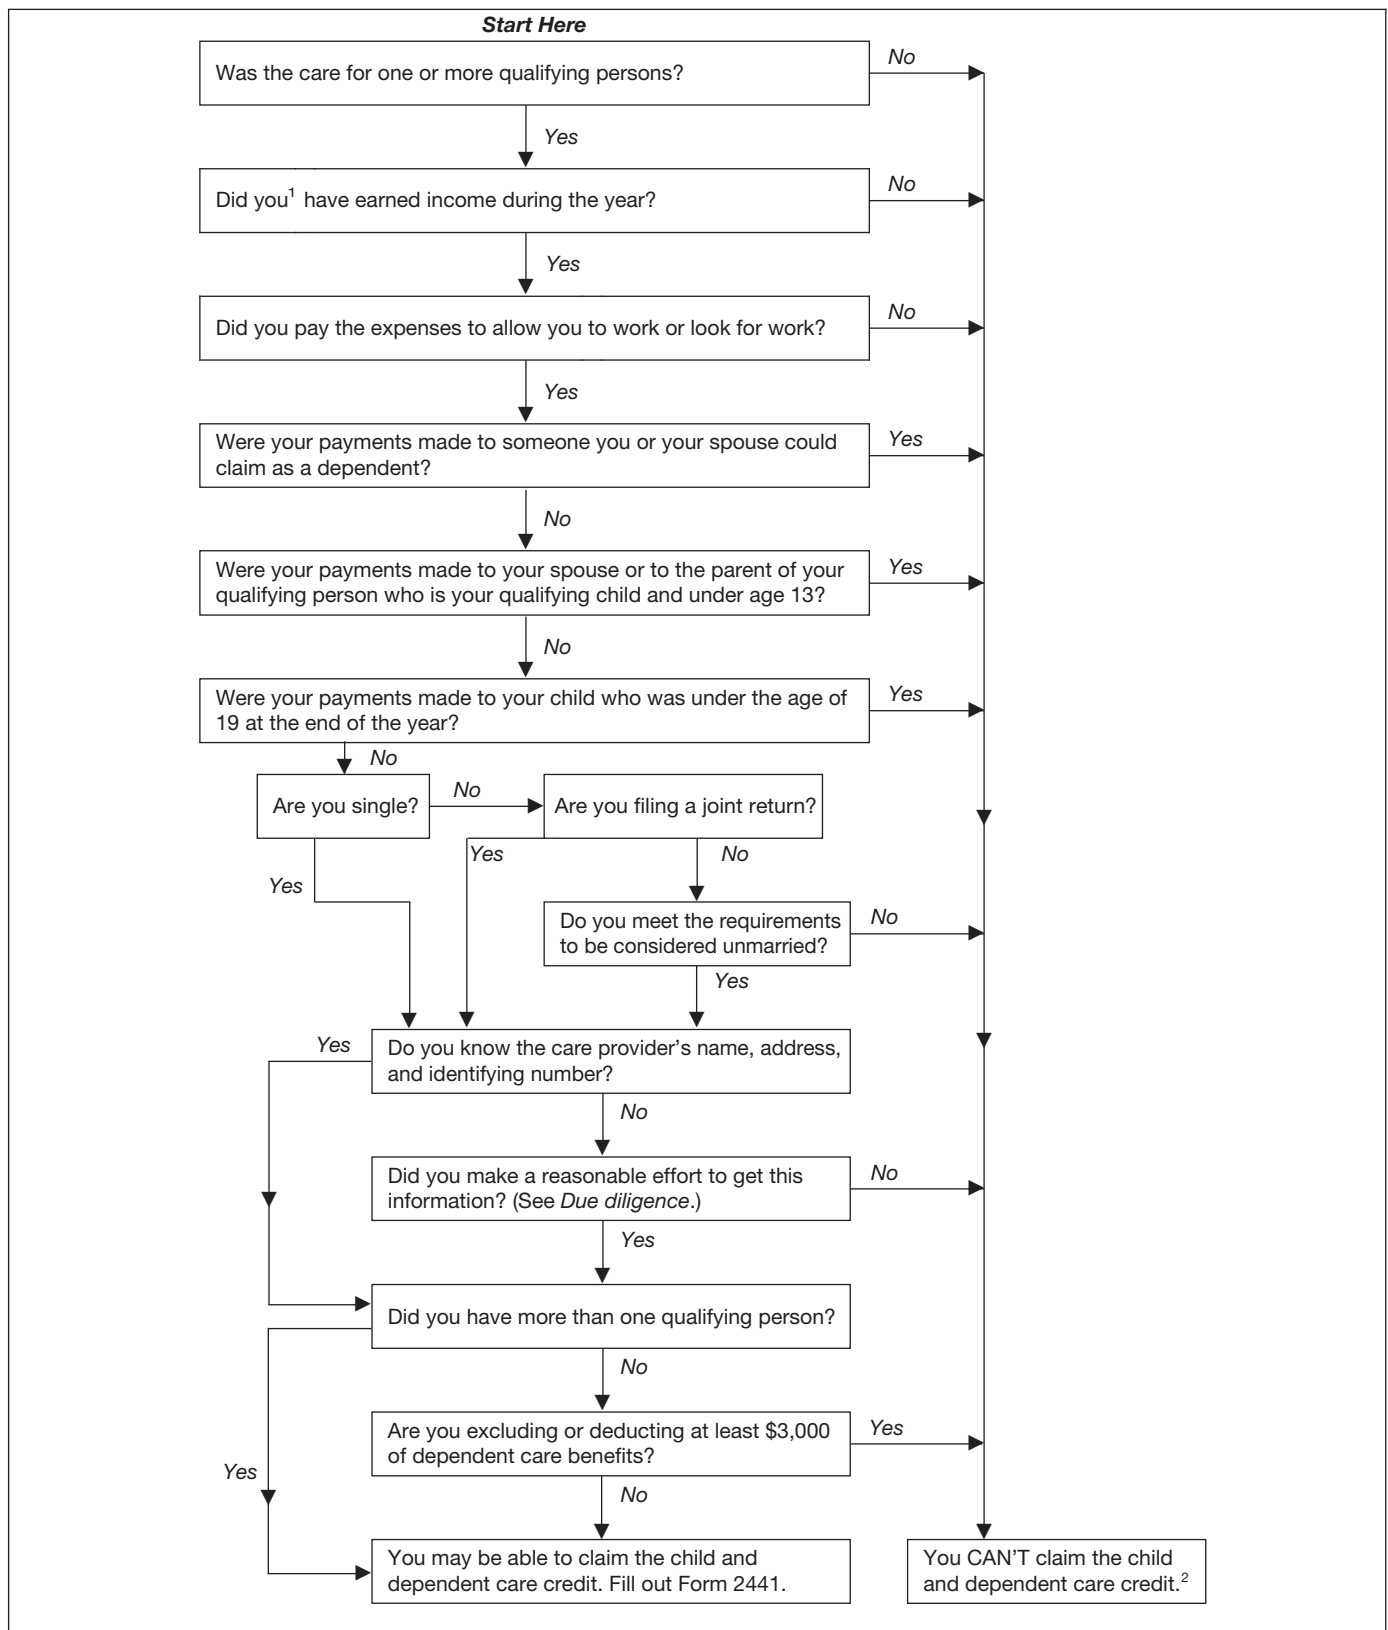 Start Here
Was the care for one or more qualifying persons?
No
Yes
Did you¹ have earned income during the year?
No
Yes
Did you pay the expenses to allow you to work or look for work?
No
Yes
Were your payments made to someone you or your spouse could
claim as a dependent?
Yes
No
Were your payments made to your spouse or to the parent of your
qualifying person who is your qualifying child and under age 13?
Yes
No
Were your payments made to your child who was under the age of
19 at the end of the year?
Yes
No
Are you single?
No
Are you filing a joint return?
Yes
Yes
No
Do you meet the requirements
to be considered unmarried?
No
Yes
Do you know the care provider’s name, address,
and identifying number?
Yes
No
Did you make a reasonable effort to get this
information? (See Due diligence.)
No
Yes
Did you have more than one qualifying person?
No
Are you excluding or deducting at least $3,000
of dependent care benefits?
Yes
Yes
No
You may be able to claim the child and
dependent care credit. Fill out Form 2441.
You CAN’T claim the child
and dependent care credit.²